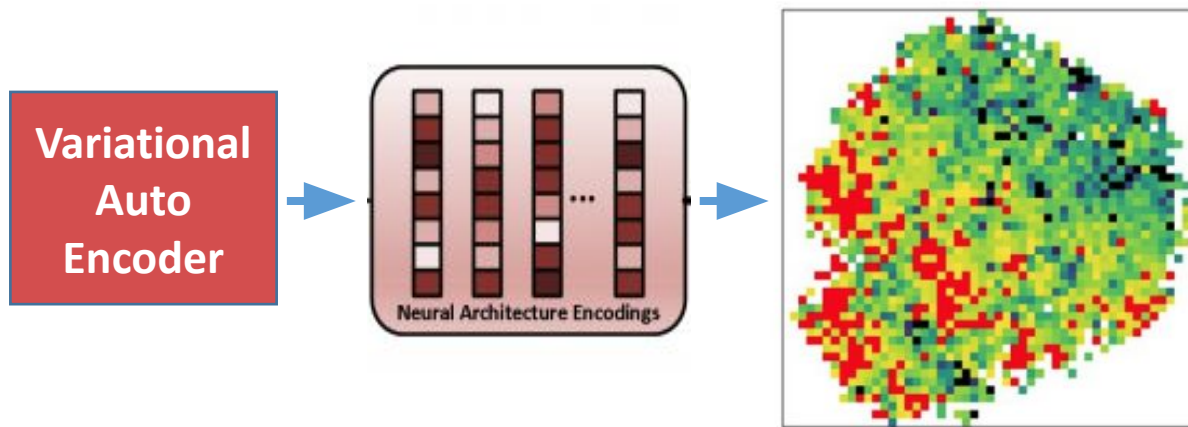 Variational
Auto
Encoder
...
Neural Architecture Encodings